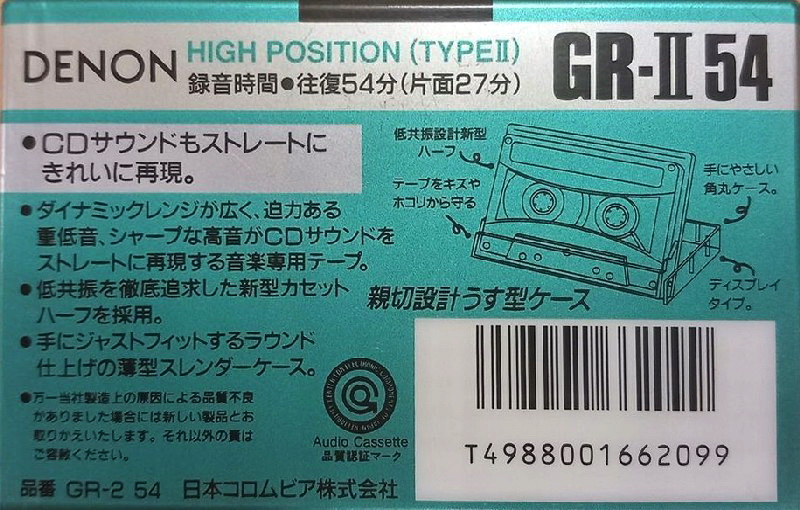 DENON
HIGH POSITION (TYPEⅡ)
録音時間●往復54分(片面27分)
GR-Ⅱ 54
●CDサウンドもストレートに
きれいに再現。
●ダイナミックレンジが広く、迫力ある
重低音、シャープな高音がCDサウンドを
ストレートに再現する音楽専用テープ。
●低共振を徹底追求した新型カセット
ハーフを採用。
●手にジャストフィットするラウンド
仕上げの薄型スレンダーケース。
●万一当社製造上の原因による品質不良
がありました場合には新しい製品とお
取りかえいたします。それ以外の責は
ご容赦ください。
品番 GR-2 54 日本コロムビア株式会社
低共振設計新型
ハーフ
テープをキズや
ホコリから守る
手にやさしい
角丸ケース。
ディスプレイ
タイプ。
親切設計うす型ケース
Audio Cassette
品質認証マーク
T4988001662099